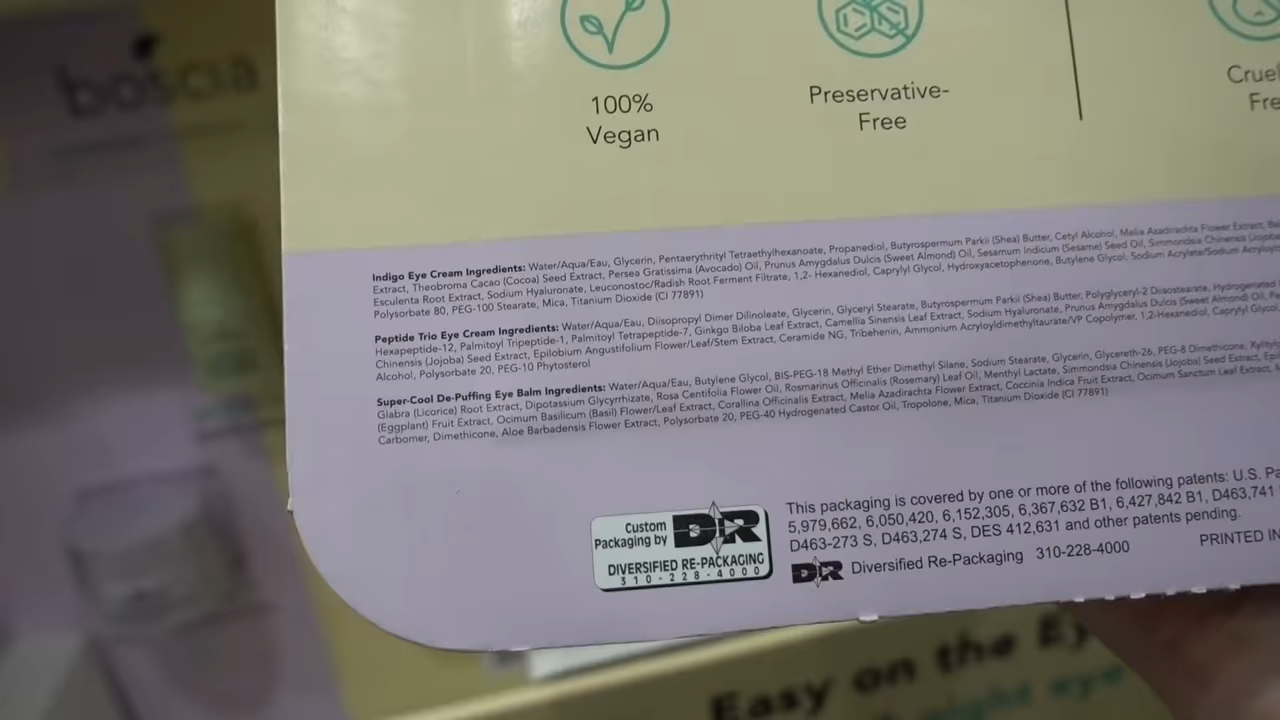 boscia
100%
Vegan
Preservative-
Free
Crue
Fre
Indigo Eye Cream Ingredients: Water/Aqua/Eau, Glycerin, Pentaerythrityl Tetraethylhexanoate, Propanediol, Butyrospermum Parkii (Shea) Butter, Cetyl Alcohol, Melia Azadirachta Flower Extract,
Extract, Theobroma Cacao (Cocoa) Seed Extract, Persea Gratissima (Avocado) Oil, Prunus Amygdalus Dulcis (Sweet Almond) Oil, Sesamum Indicum (Sesame) Seed Oil, Simmondsia Chinensis
Esculenta Root Extract, Sodium Hyaluronate, Leuconostoc/Radish Root Ferment Filtrate, 1,2- Hexanediol, Caprylyl Glycol, Hydroxyacetophenone, Butylene Glycol, Sodium Acrylate/Sodium
Polysorbate 80, PEG-100 Stearate, Mica, Titanium Dioxide (CI 77891)
Peptide Trio Eye Cream Ingredients: Water/Aqua/Eau, Diisopropyl Dimer Dilinoleate, Glycerin, Glyceryl Stearate, Butyrospermum Parkii (Shea) Butter, Polyglyceryl-2 Diisostearate, Hydrogenated
Hexapeptide-12, Palmitoyl Tripeptide-1, Palmitoyl Tetrapeptide-7, Ginkgo Biloba Leaf Extract, Camellia Sinensis Leaf Extract, Sodium Hyaluronate, Prunus Amygdalus Dulcis (Sweet Almond) Oil,
Chinensis (Jojoba) Seed Extract, Epilobium Angustifolium Flower/Leaf/Stem Extract, Ceramide NG, Tribehenin, Ammonium Acryloyldimethyltaurate/VP Copolymer, 1,2-Hexanediol, Caprylyl
Alcohol, Polysorbate 20, PEG-10 Phytosterol
Super-Cool De-Puffing Eye Balm Ingredients: Water/Aqua/Eau, Butylene Glycol, BIS-PEG-18 Methyl Ether Dimethyl Silane, Sodium Stearate, Glycerin, Glycereth-26, PEG-8 Dimethicone,
Glabra (Licorice) Root Extract, Dipotassium Glycyrrhizate, Rosa Centifolia Flower Oil, Rosmarinus Officinalis (Rosemary) Leaf Oil, Menthyl Lactate, Simmondsia Chinensis (Jojoba) Seed Extract,
(Eggplant) Fruit Extract, Ocimum Basilicum (Basil) Flower/Leaf Extract, Corallina Officinalis Extract, Melia Azadirachta Flower Extract, Coccinia Indica Fruit Extract, Ocimum Sanctum Leaf Extract,
Carbomer, Dimethicone, Aloe Barbadensis Flower Extract, Polysorbate 20, PEG-40 Hydrogenated Castor Oil, Tropolone, Mica, Titanium Dioxide (CI 77891)
Custom
Packaging by DR
DIVERSIFIED RE-PACKAGING
310-228-4000
This packaging is covered by one or more of the following patents: U.S. Pa
5,979,662, 6,050,420, 6,152,305, 6,367,632 B1, 6,427,842 B1, D463,741
D463-273 S, D463,274 S, DES 412,631 and other patents pending.
DR Diversified Re-Packaging 310-228-4000
PRINTED IN
Easy on the Ey
night eye